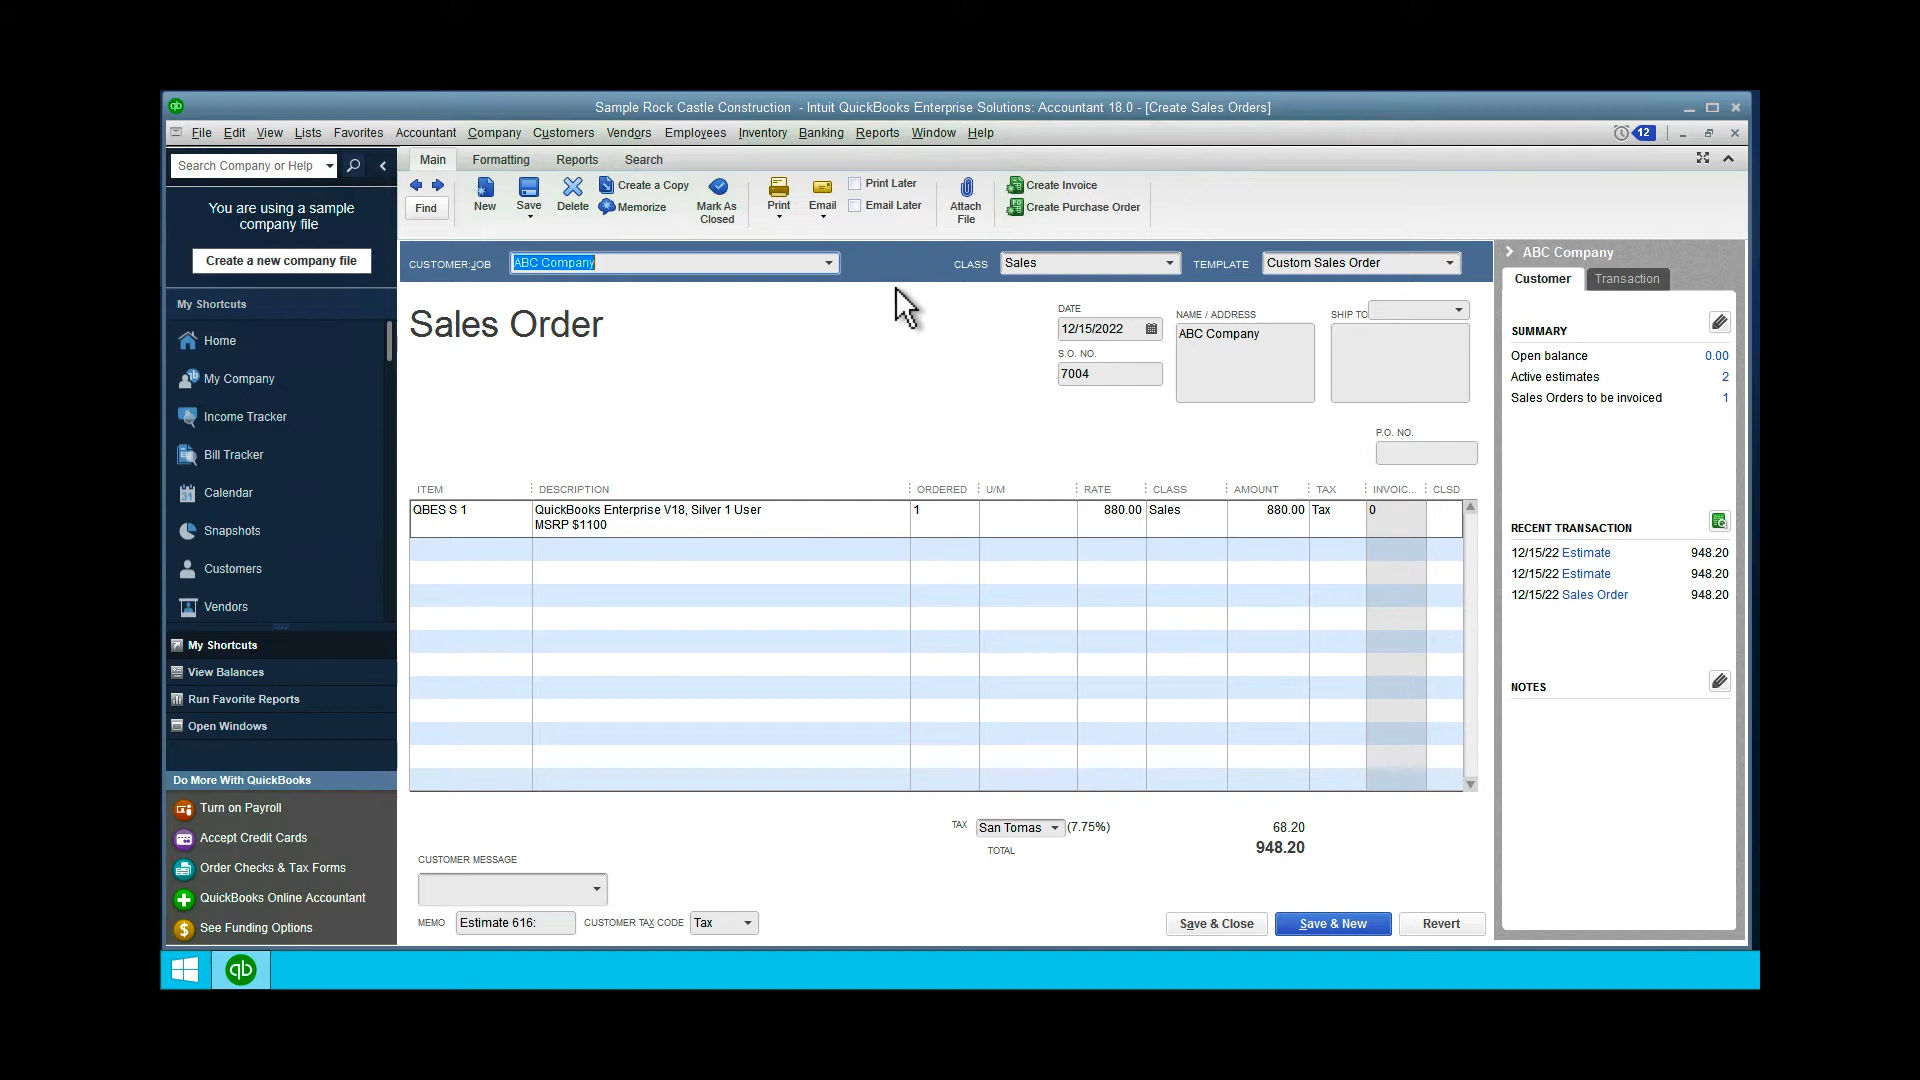 qb
Sample Rock Castle Construction - Intuit QuickBooks Enterprise Solutions: Accountant 18.0 - [Create Sales Orders]
File Edit View Lists Favorites Accountant Company Customers Vendors Employees Inventory Banking Reports Window Help
12
Search Company or Help
Main Formatting Reports Search
You are using a sample
company file
Create a new company file
Find
New
Save
Delete
Create a Copy
Memorize
Mark As
Closed
Print
Email
Print Later
Email Later
Attach
File
Create Invoice
Create Purchase Order
My Shortcuts
Home
My Company
Income Tracker
Bill Tracker
31
Calendar
Snapshots
Customers
Vendors
My Shortcuts
View Balances
Run Favorite Reports
Open Windows
Do More With QuickBooks
Turn on Payroll
Accept Credit Cards
Order Checks & Tax Forms
QuickBooks Online Accountant
$
See Funding Options
CUSTOMER:JOB ABC Company
CLASS Sales
TEMPLATE Custom Sales Order
Sales Order
DATE
12/15/2022
S.O. NO.
7004
NAME / ADDRESS
ABC Company
SHIP TO
P.O. NO.
ITEM DESCRIPTION ORDERED U/M RATE CLASS AMOUNT TAX INVOIC... CLSD
QBES S 1 QuickBooks Enterprise V18, Silver 1 User 1 880.00 Sales 880.00 Tax 0
MSRP $1100
TAX San Tomas (7.75%) 68.20
TOTAL 948.20
CUSTOMER MESSAGE
MEMO Estimate 616: CUSTOMER TAX CODE Tax
Save & Close Save & New Revert
ABC Company
Customer Transaction
SUMMARY
Open balance 0.00
Active estimates 2
Sales Orders to be invoiced 1
RECENT TRANSACTION
12/15/22 Estimate 948.20
12/15/22 Estimate 948.20
12/15/22 Sales Order 948.20
NOTES
qb